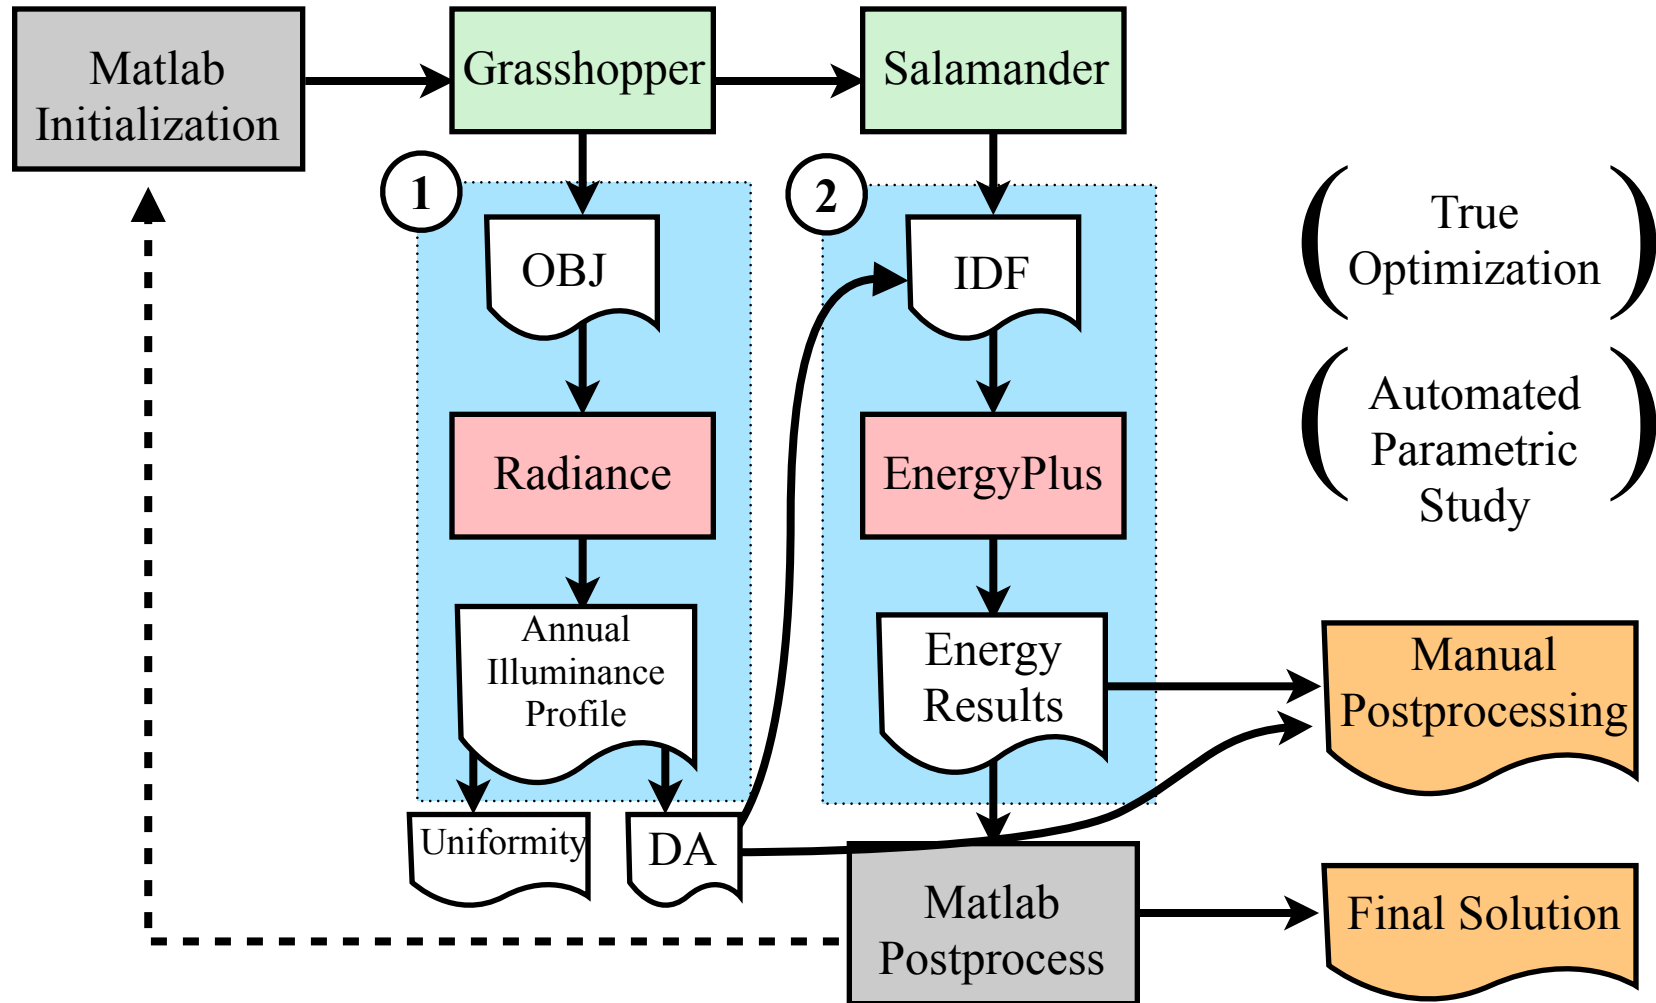 Matlab
Initialization
Grasshopper
Salamander
1
2
OBJ
IDF
True
Optimization
Radiance
EnergyPlus
Automated
Parametric
Study
Annual
Illuminance
Profile
Energy
Results
Manual
Postprocessing
Uniformity
DA
Matlab
Postprocess
Final Solution